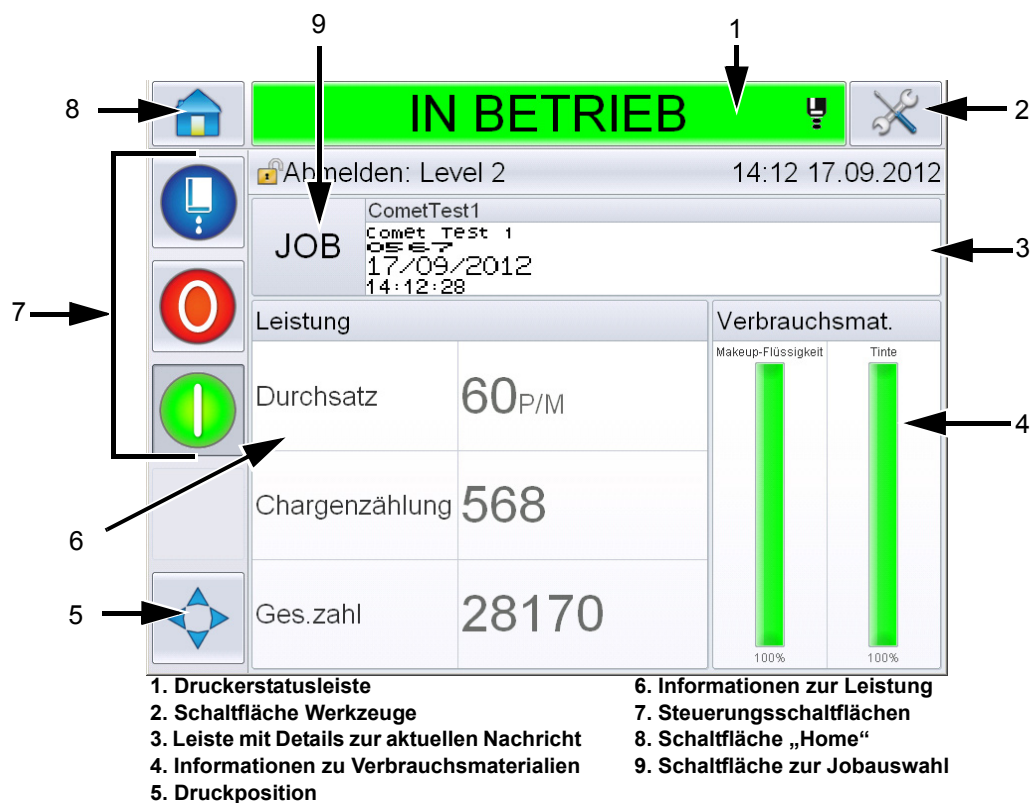 9
1
8
IN BETRIEB
2
Abmelden: Level 2
14:12 17.09.2012
CometTest1
JOB
Comet Test 1
0567
17/09/2012
14:12:28
3
7
Leistung
Verbrauchsmat.
Makeup-Flüssigkeit
Tinte
Durchsatz
60P/M
4
Chargenzählung
568
6
5
Ges.zahl
28170
100%
100%
1. Druckerstatusleiste
2. Schaltfläche Werkzeuge
3. Leiste mit Details zur aktuellen Nachricht
4. Informationen zu Verbrauchsmaterialien
5. Druckposition
6. Informationen zur Leistung
7. Steuerungsschaltflächen
8. Schaltfläche „Home“
9. Schaltfläche zur Jobauswahl